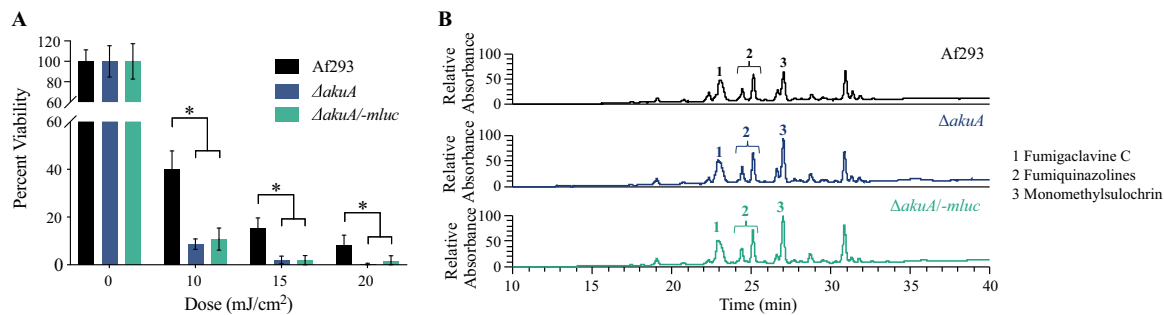 A
120
100
80
60
60
40
20
0
Percent Viability
0
10
15
20
Dose (mJ/cm²)
Af293
ΔakuA
ΔakuA/-mluc
*
*
*
B
Relative
Absorbance
100
50
0
1
2
3
Af293
Relative
Absorbance
100
50
0
1
2
3
ΔakuA
Relative
Absorbance
100
50
0
1
2
3
ΔakuA/-mluc
10
15
20
25
30
35
40
Time (min)
1 Fumigaclavine C
2 Fumiquinazolines
3 Monomethylsulochrin